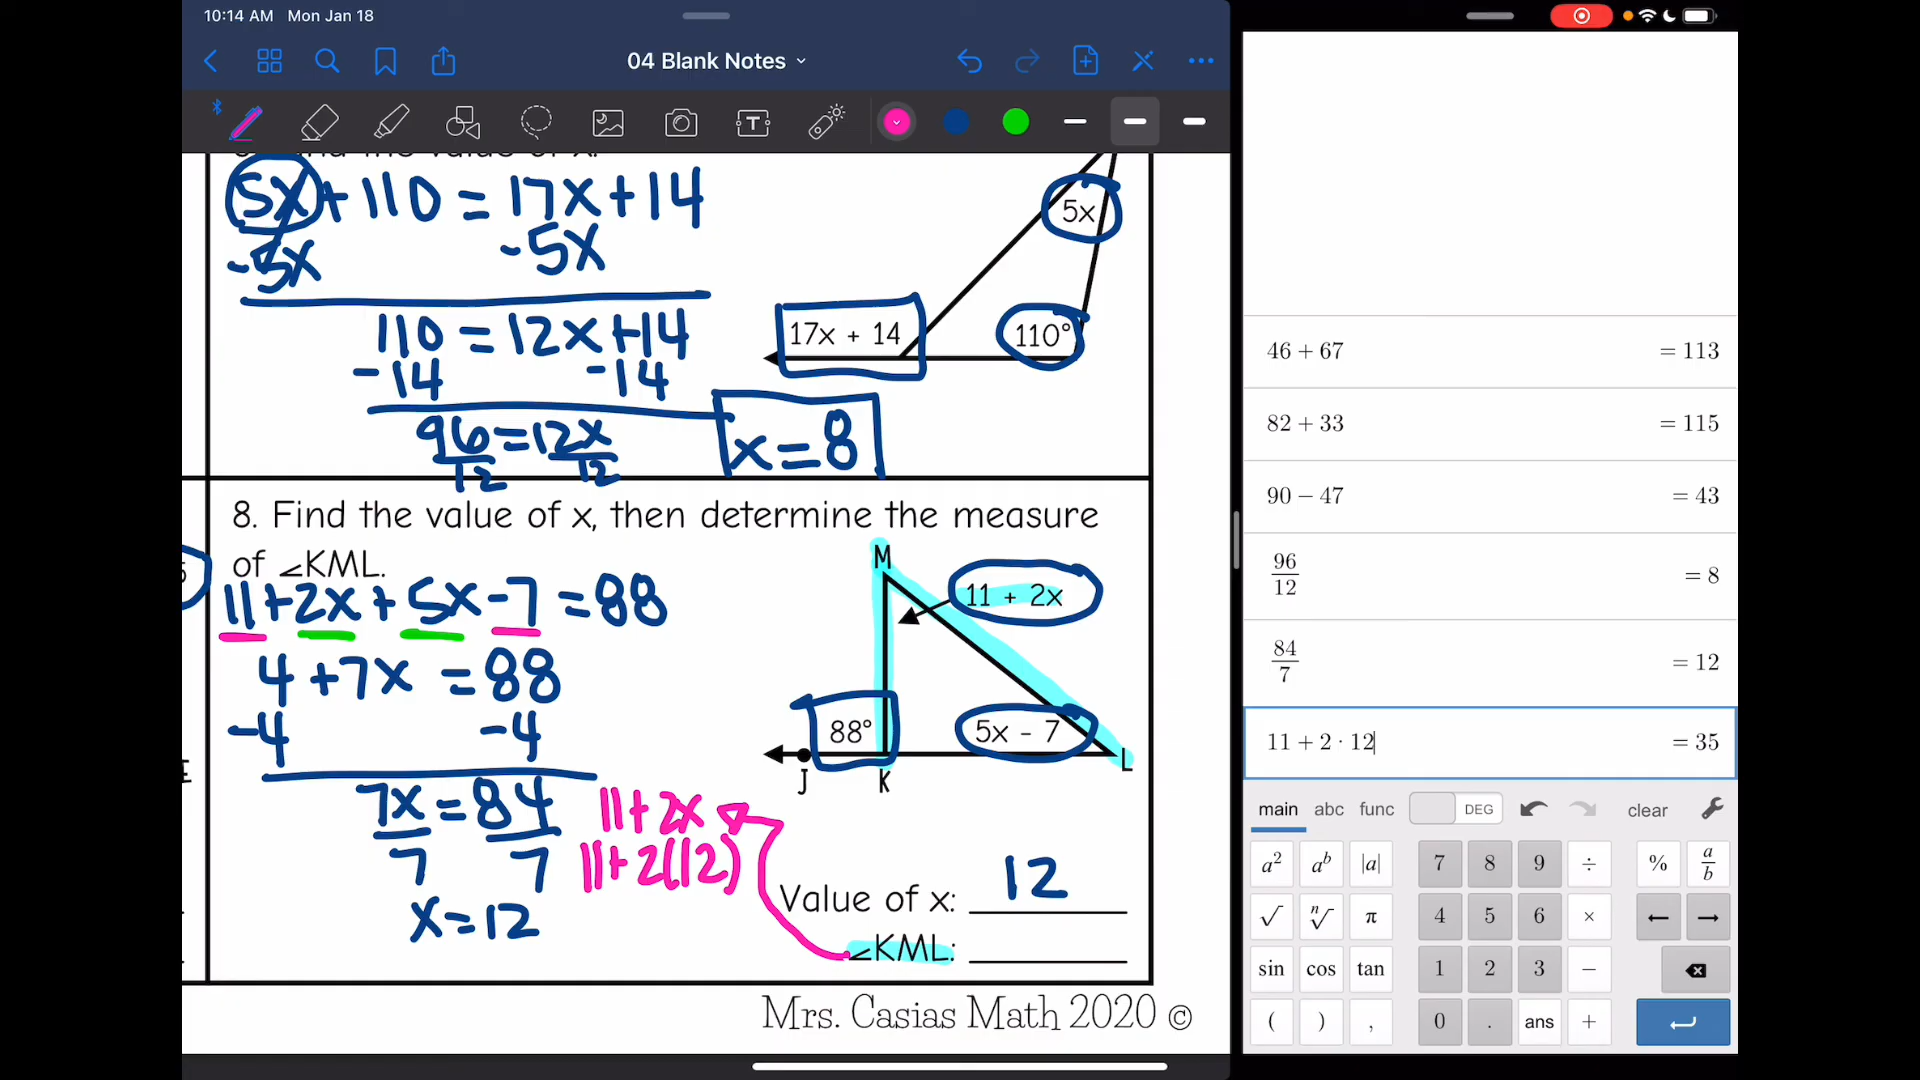 10:14 AM Mon Jan 18
04 Blank Notes
T
5x + 110 = 17x + 14
-5x -5x
110 = 12x + 14
-14 -14
96 = 12x
12 12
x = 8
5x
17x + 14
110°
8. Find the value of x, then determine the measure
of ∠KML.
11 + 2x + 5x - 7 = 88
4 + 7x = 88
-4 -4
7x = 84
7 7
x = 12
11 + 2x
11 + 2(12)
M
11 + 2x
88°
5x - 7
J
K
L
Value of x: 12
∠KML:
Mrs. Casias Math 2020 ©
46 + 67 = 113
82 + 33 = 115
90 − 47 = 43
96/12 = 8
84/7 = 12
11 + 2 · 12 = 35
main abc func DEG clear
a² aᵇ |a| 7 8 9 ÷ % a/b
√ ⁿ√ π 4 5 6 × ← →
sin cos tan 1 2 3 −
( ) , 0 . ans +